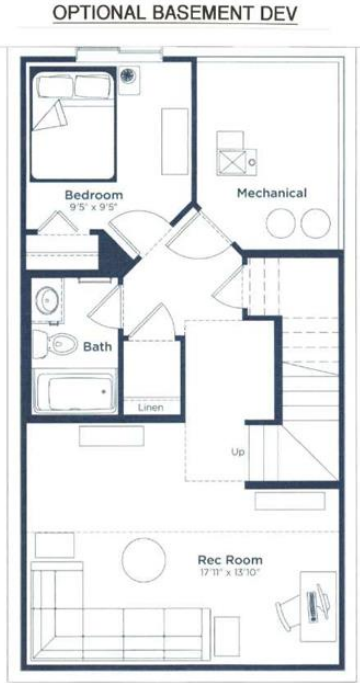 OPTIONAL BASEMENT DEV
Bedroom
9'5" x 9'5"
Mechanical
Bath
Linen
Up
Rec Room
17'11" x 13'10"